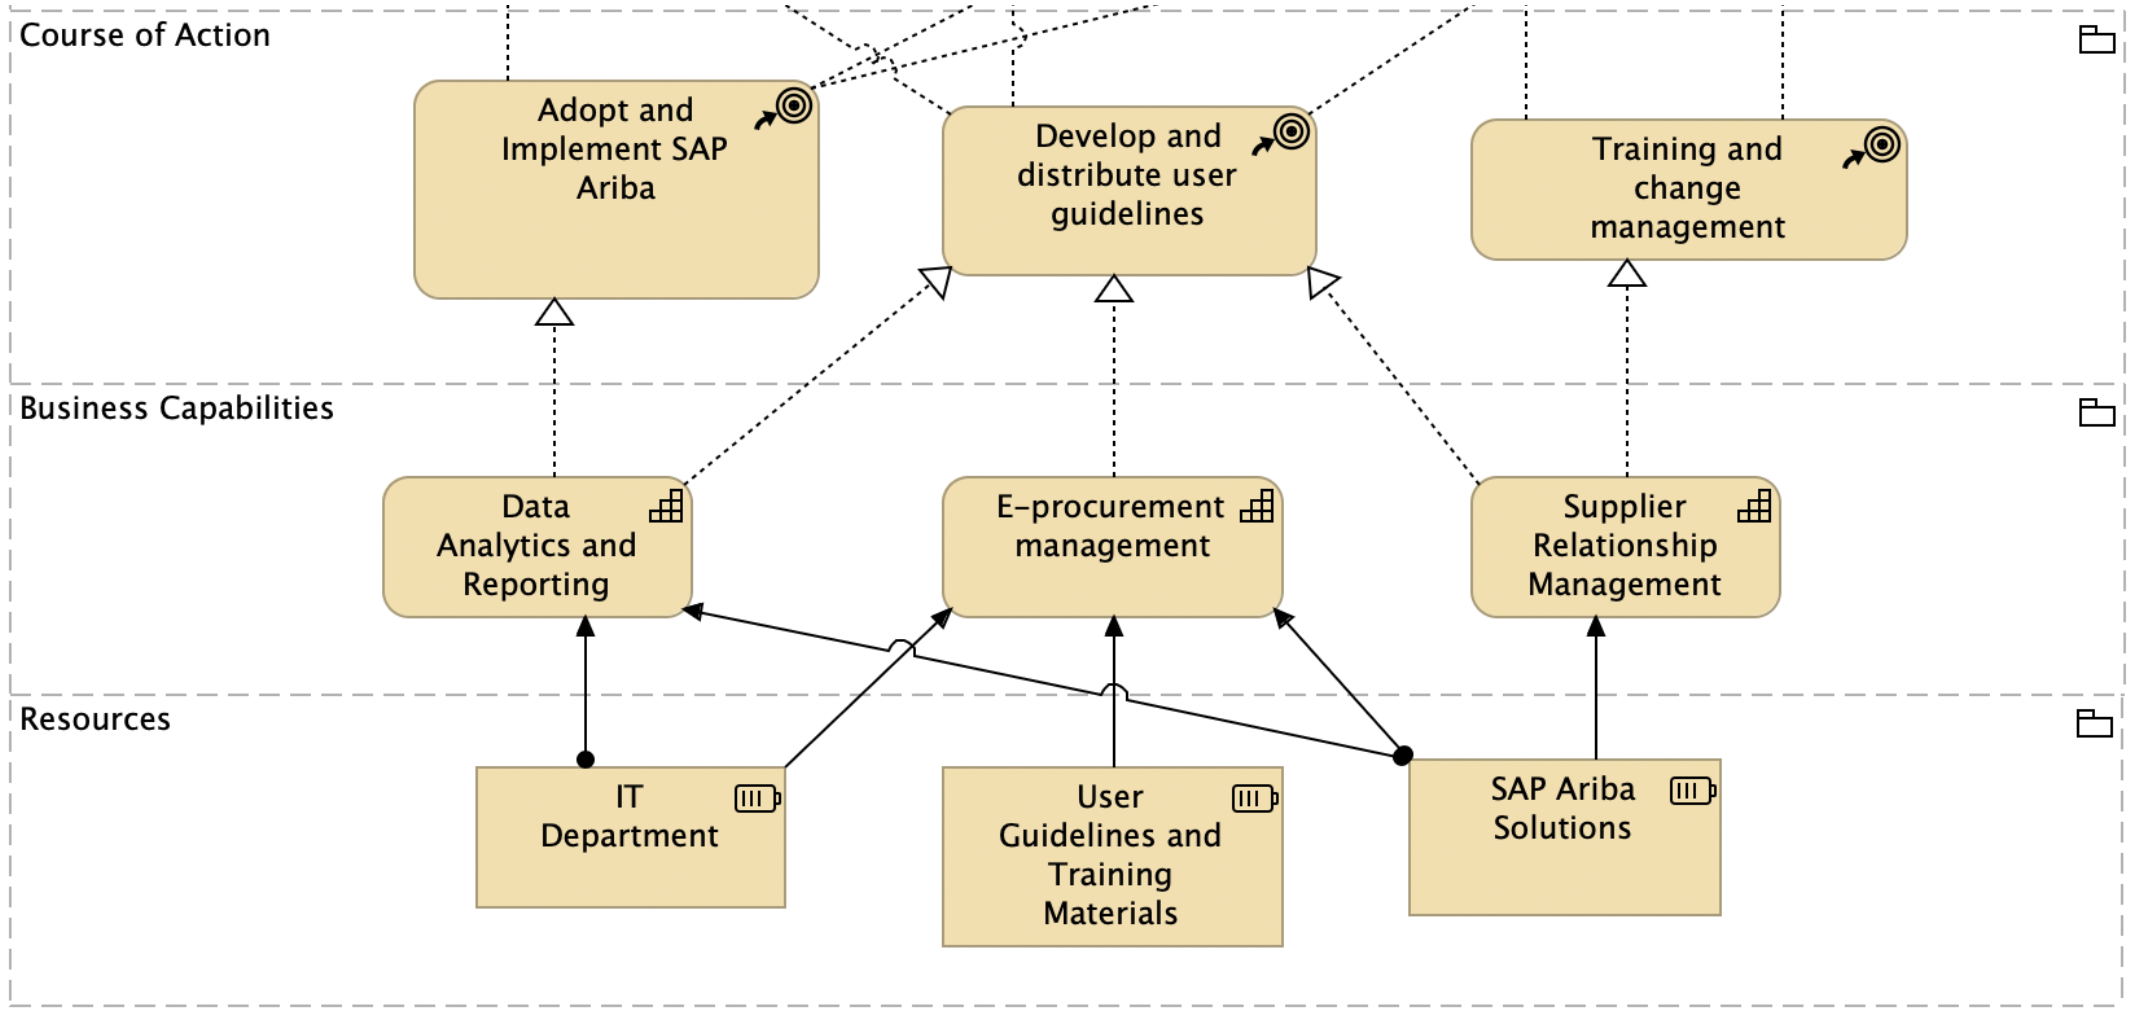 Course of Action
Adopt and
Implement SAP
Ariba
Develop and
distribute user
guidelines
Training and
change
management
Business Capabilities
Data
Analytics and
Reporting
E-procurement
management
Supplier
Relationship
Management
Resources
IT
Department
User
Guidelines and
Training
Materials
SAP Ariba
Solutions